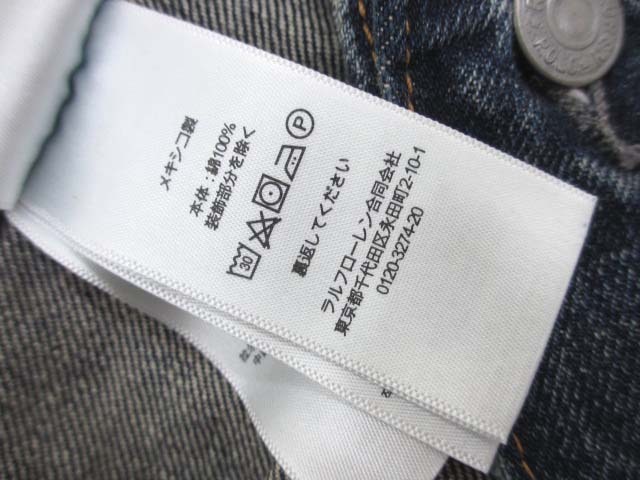 メキシコ製
本体：綿100%
装飾部分を除く
30
P
裏返してください
ラルフローレン合同会社
東京都千代田区永田町2-10-1
0120-3274-20